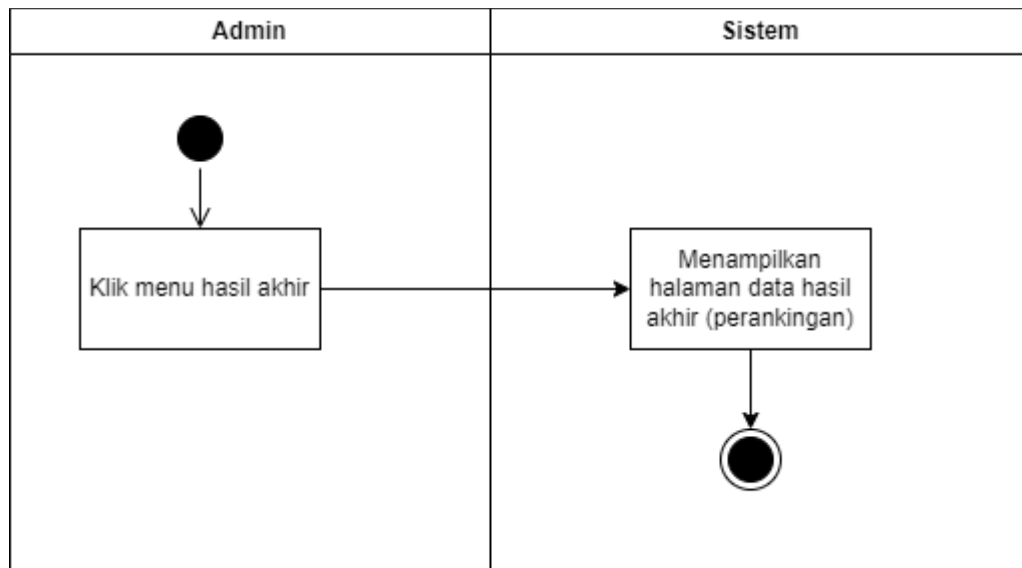 Admin
Sistem
Klik menu hasil akhir
Menampilkan
halaman data hasil
akhir (perankingan)